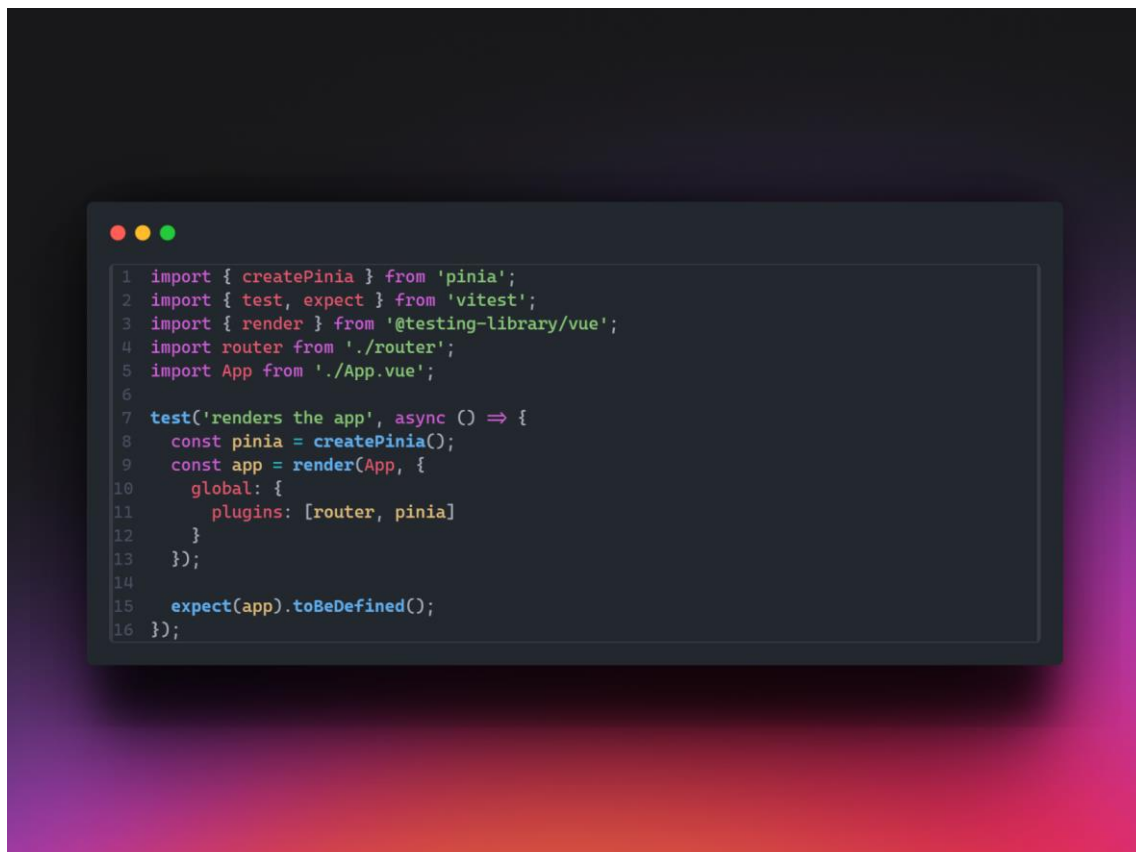 1 import { createPinia } from 'pinia';
2 import { test, expect } from 'vitest';
3 import { render } from '@testing-library/vue';
4 import router from './router';
5 import App from './App.vue';
6
7 test('renders the app', async () => {
8   const pinia = createPinia();
9   const app = render(App, {
10     global: {
11       plugins: [router, pinia]
12     }
13   });
14
15   expect(app).toBeDefined();
16 });